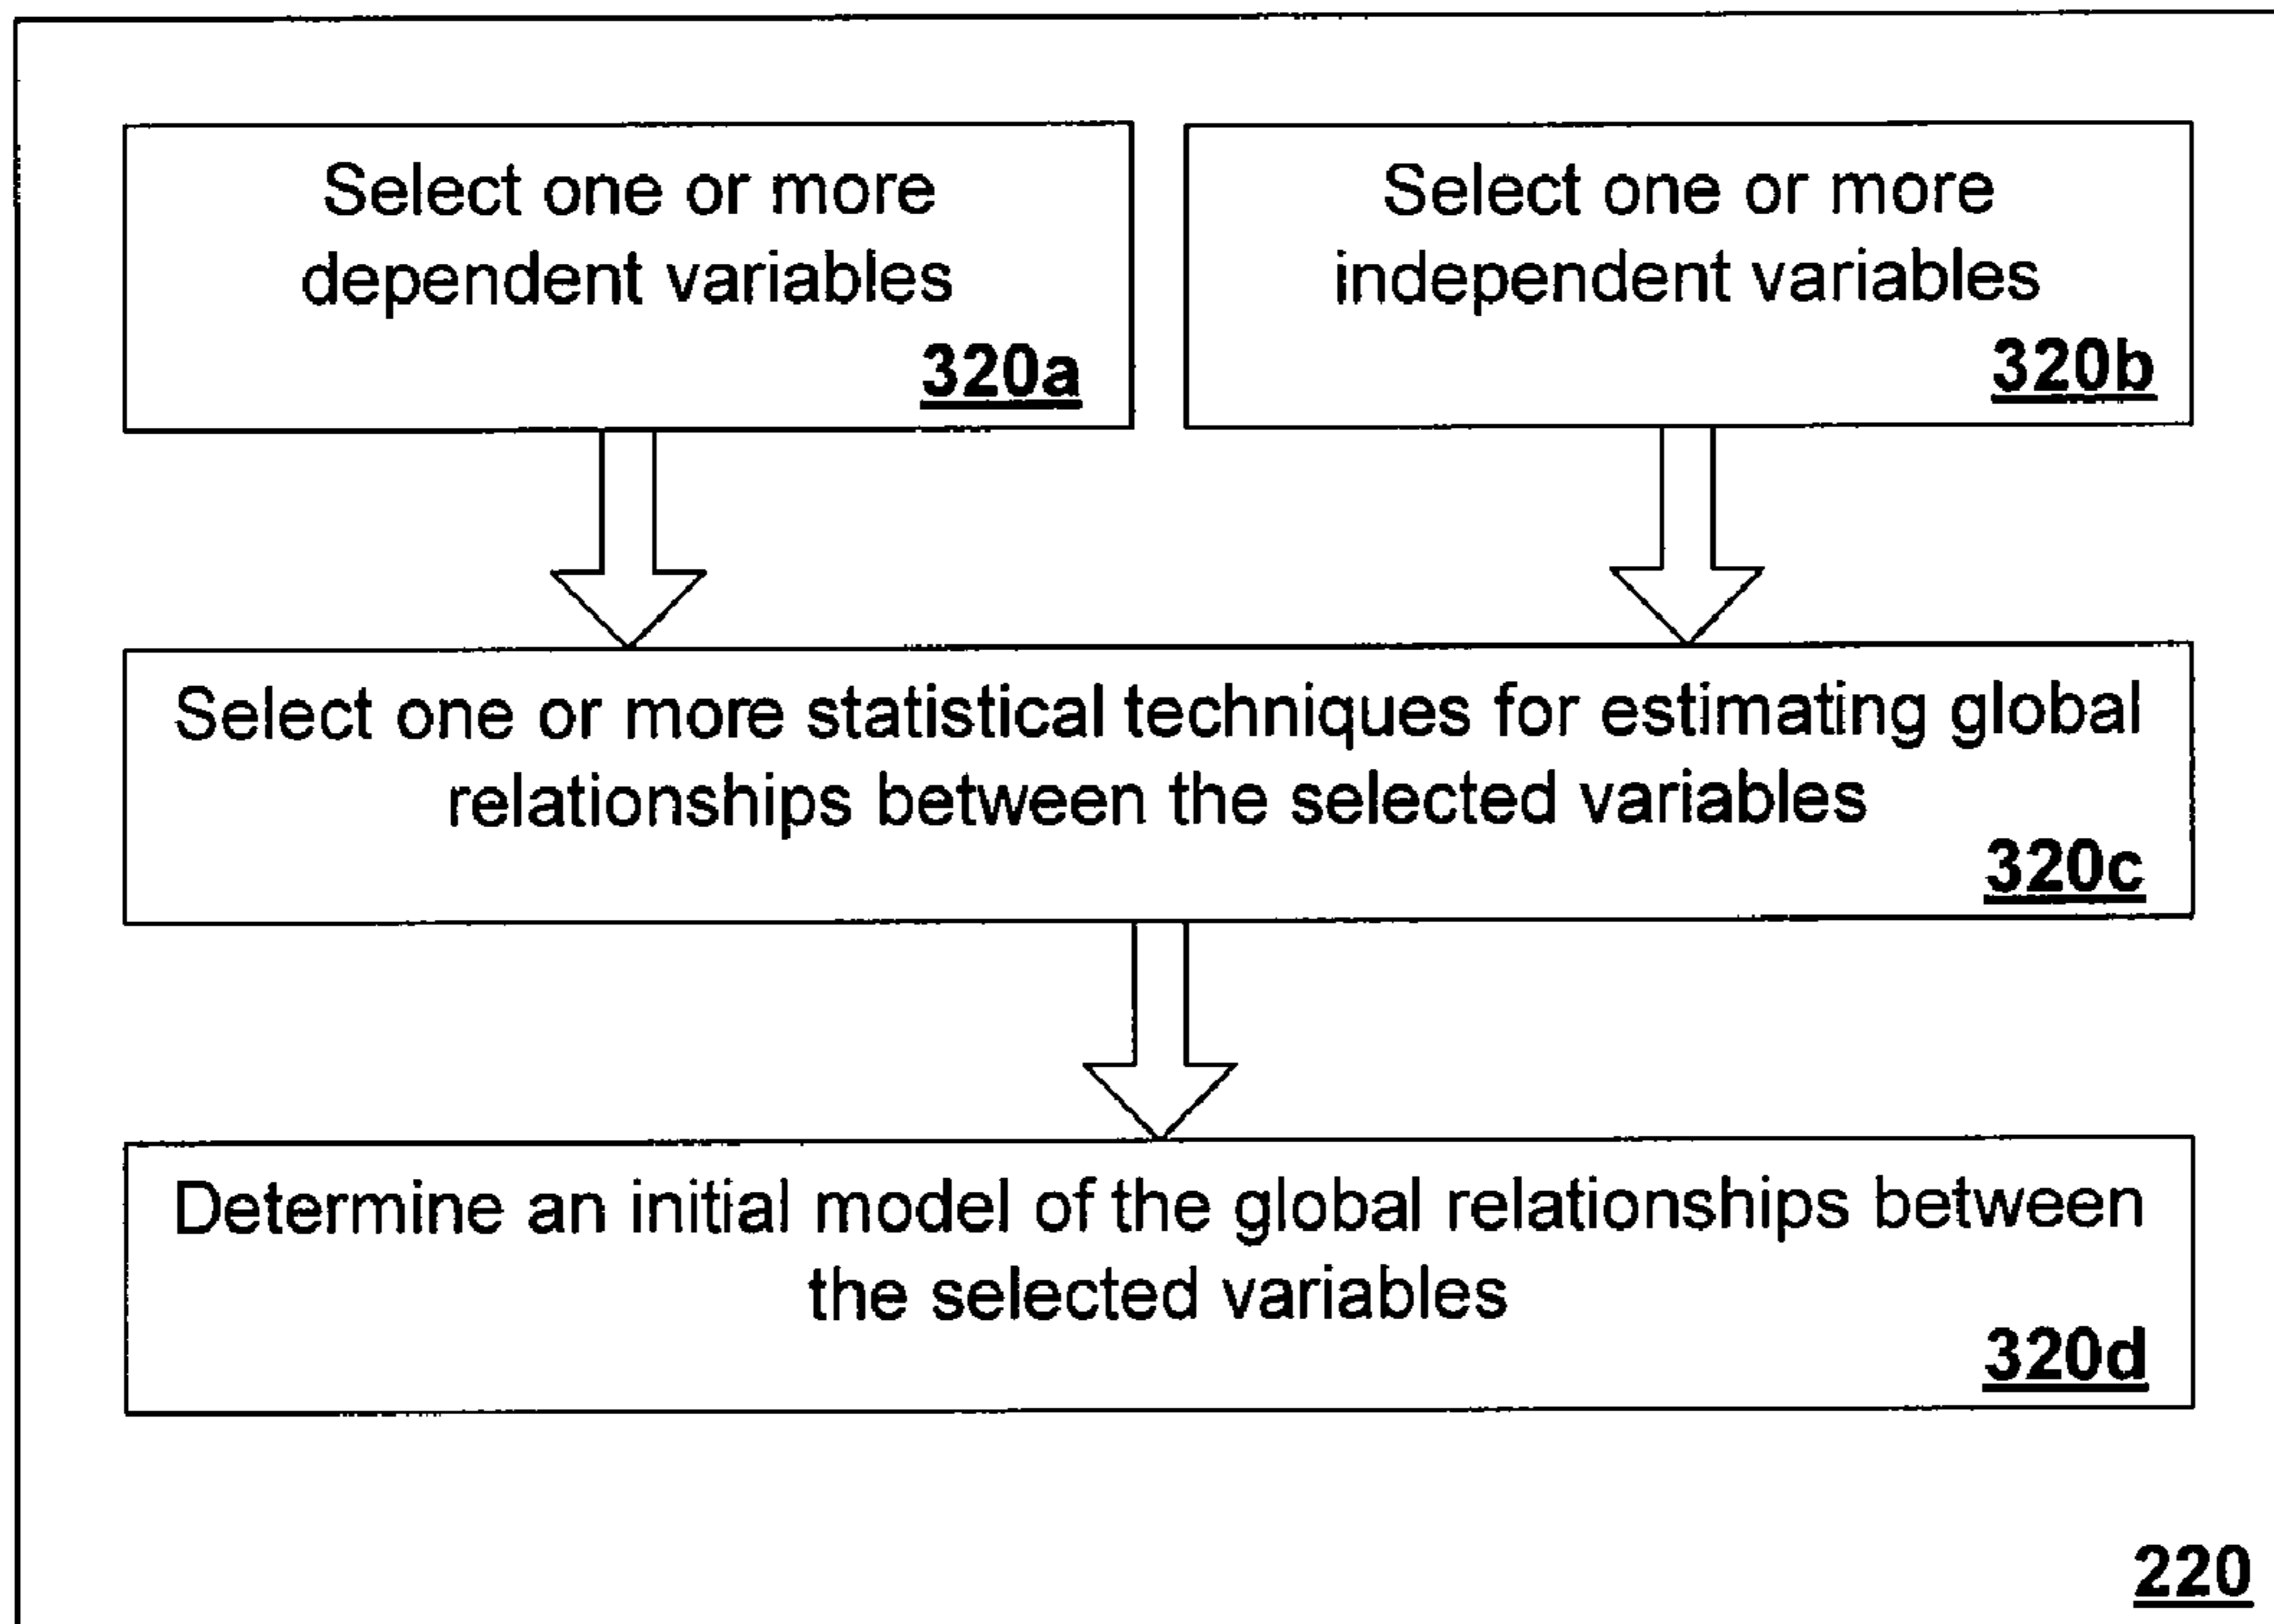 Select one or more
dependent variables
320a
Select one or more
independent variables
320b
Select one or more statistical techniques for estimating global
relationships between the selected variables
320c
Determine an initial model of the global relationships between
the selected variables
320d
220